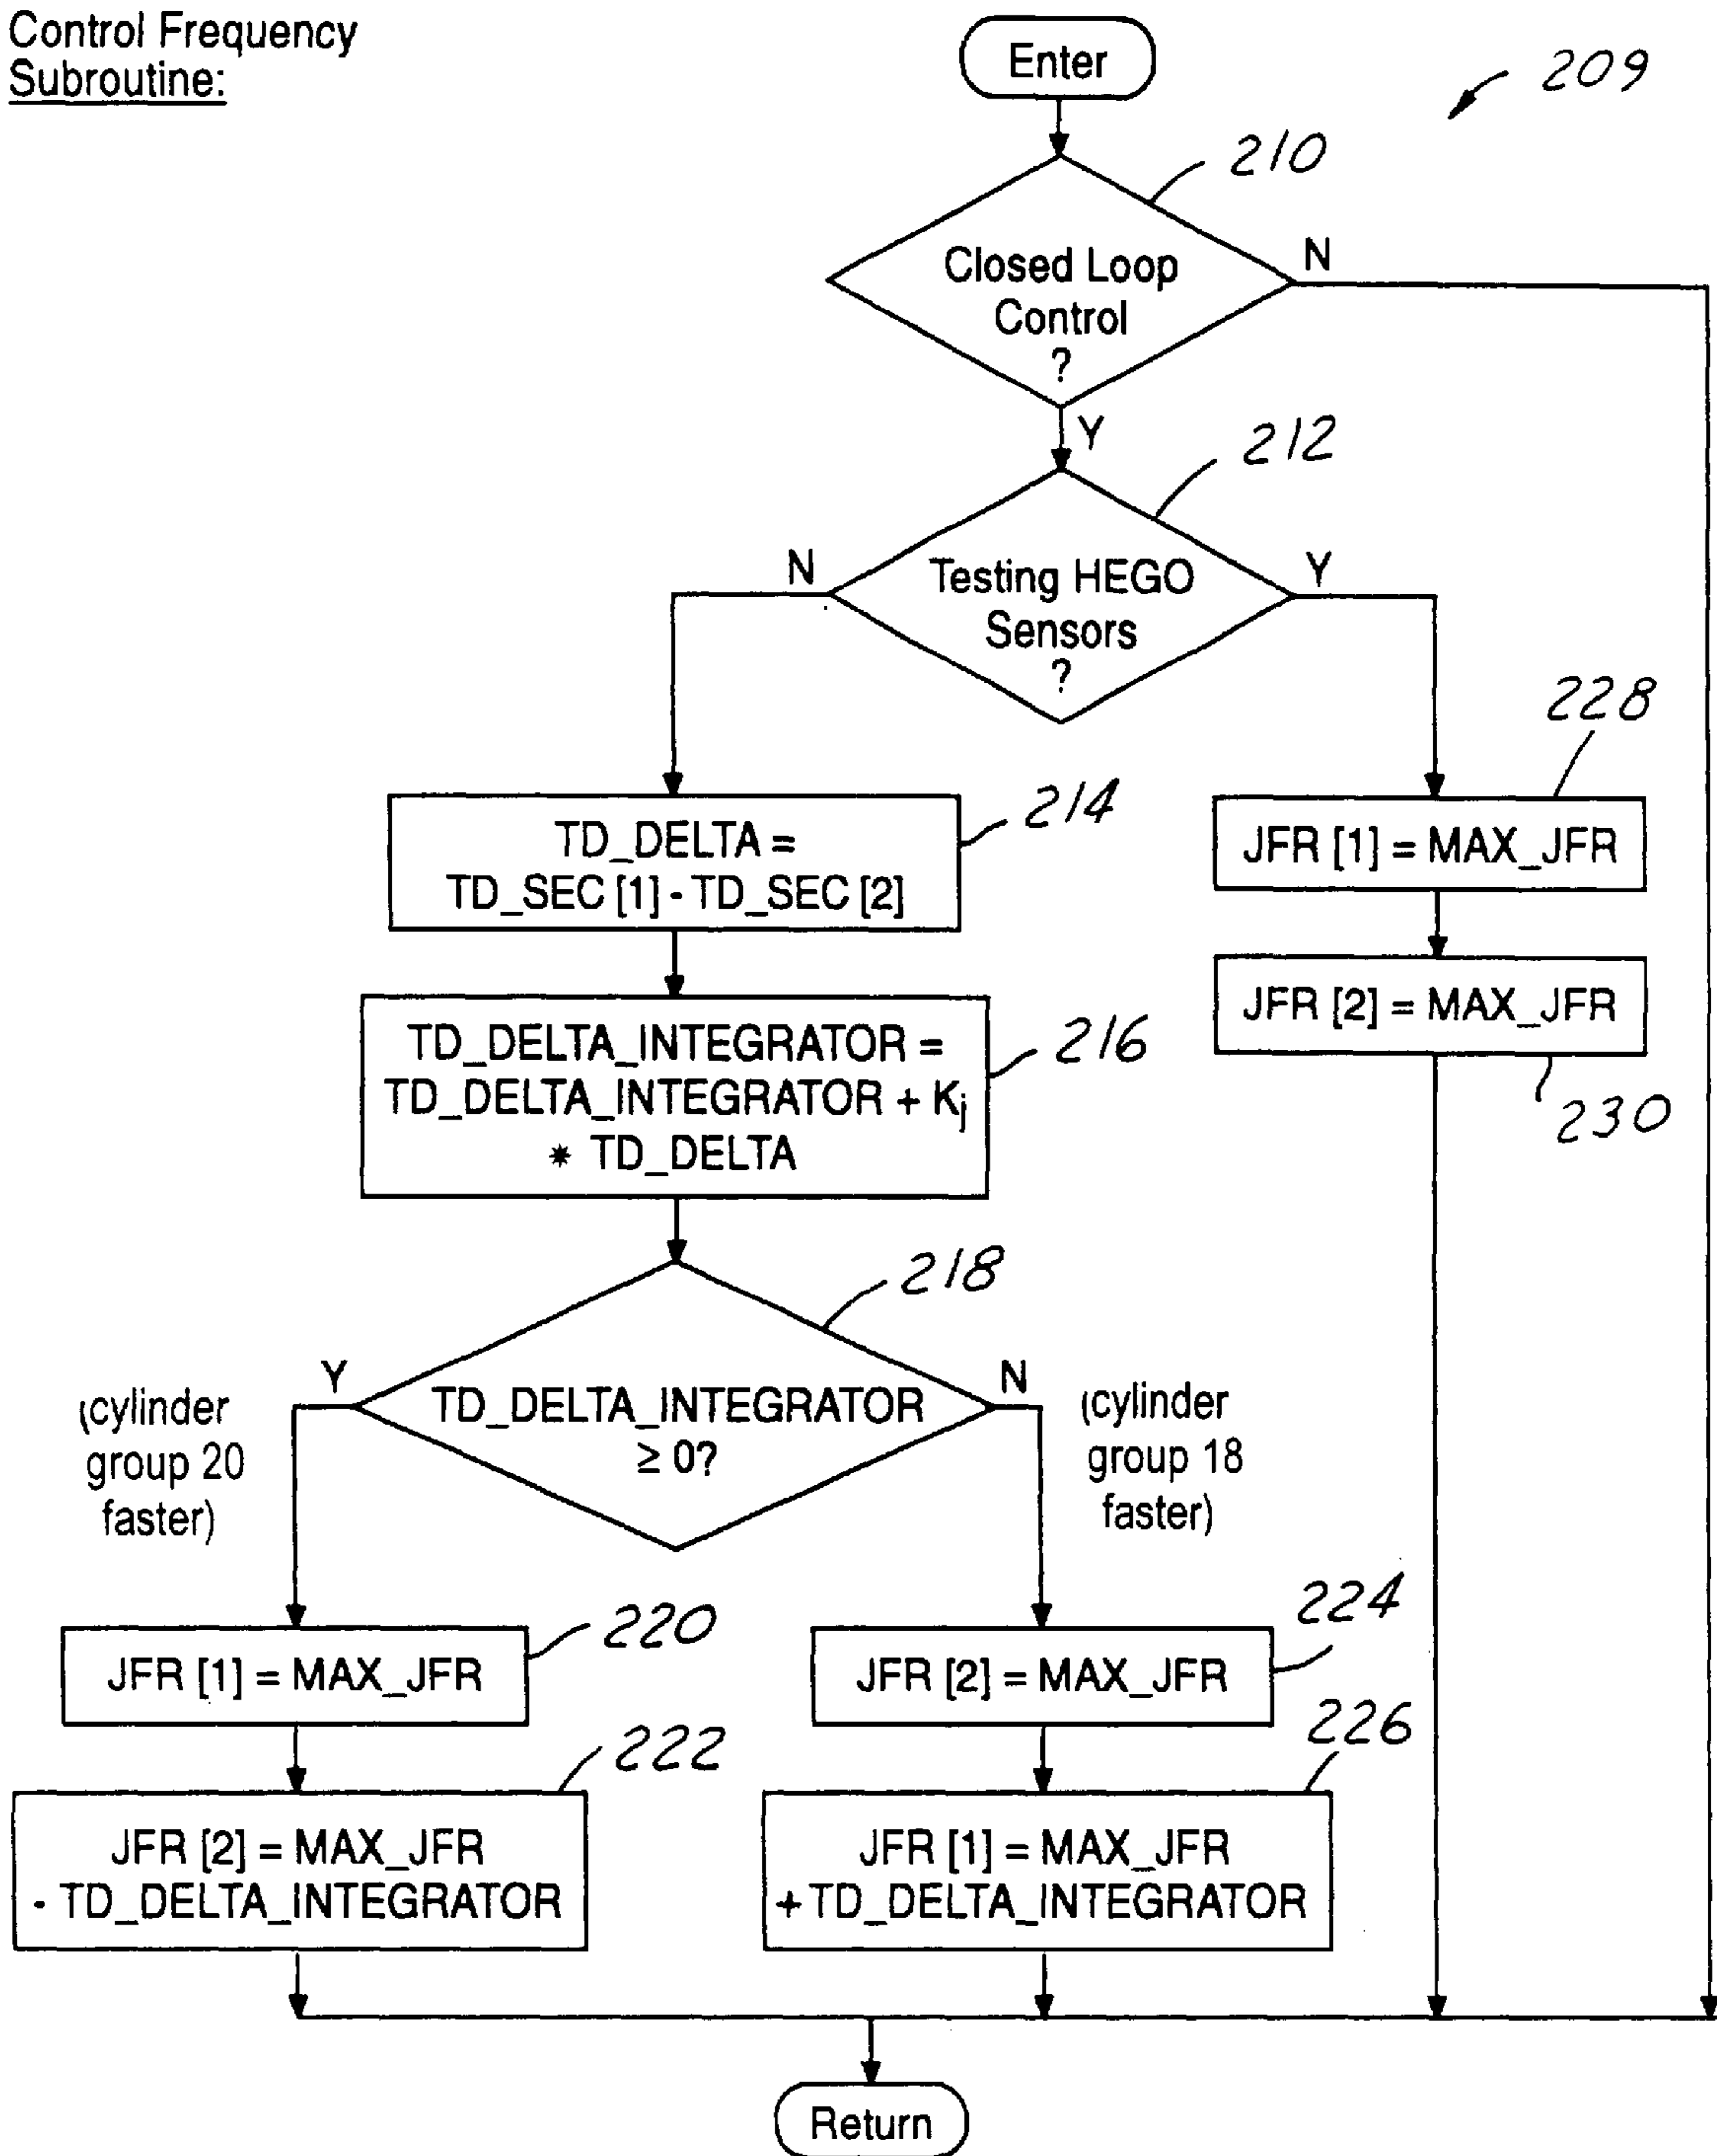 Control Frequency
Subroutine:
Enter
209
210
Closed Loop
Control
?
N
Y
212
Testing HEGO
Sensors
?
N
Y
228
JFR [1] = MAX_JFR
JFR [2] = MAX_JFR
230
214
TD_DELTA =
TD_SEC [1] - TD_SEC [2]
216
TD_DELTA_INTEGRATOR =
TD_DELTA_INTEGRATOR + Kj
* TD_DELTA
218
TD_DELTA_INTEGRATOR
≥ 0?
Y
(cylinder
group 20
faster)
N
(cylinder
group 18
faster)
220
JFR [1] = MAX_JFR
222
JFR [2] = MAX_JFR
- TD_DELTA_INTEGRATOR
224
JFR [2] = MAX_JFR
226
JFR [1] = MAX_JFR
+ TD_DELTA_INTEGRATOR
Return